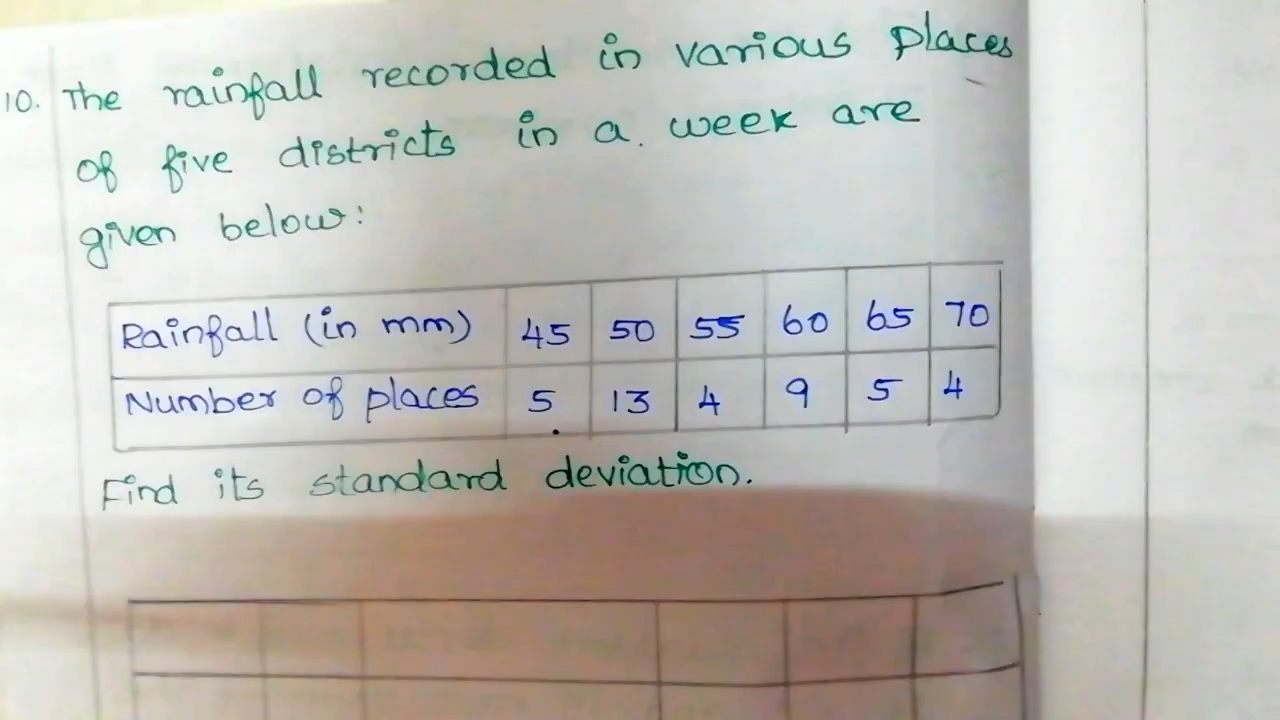 10. The rainfall recorded in various places
of five districts in a week are
given below:
Rainfall (in mm) 45 50 55 60 65 70
Number of places 5 13 4 9 5 4
Find its standard deviation.